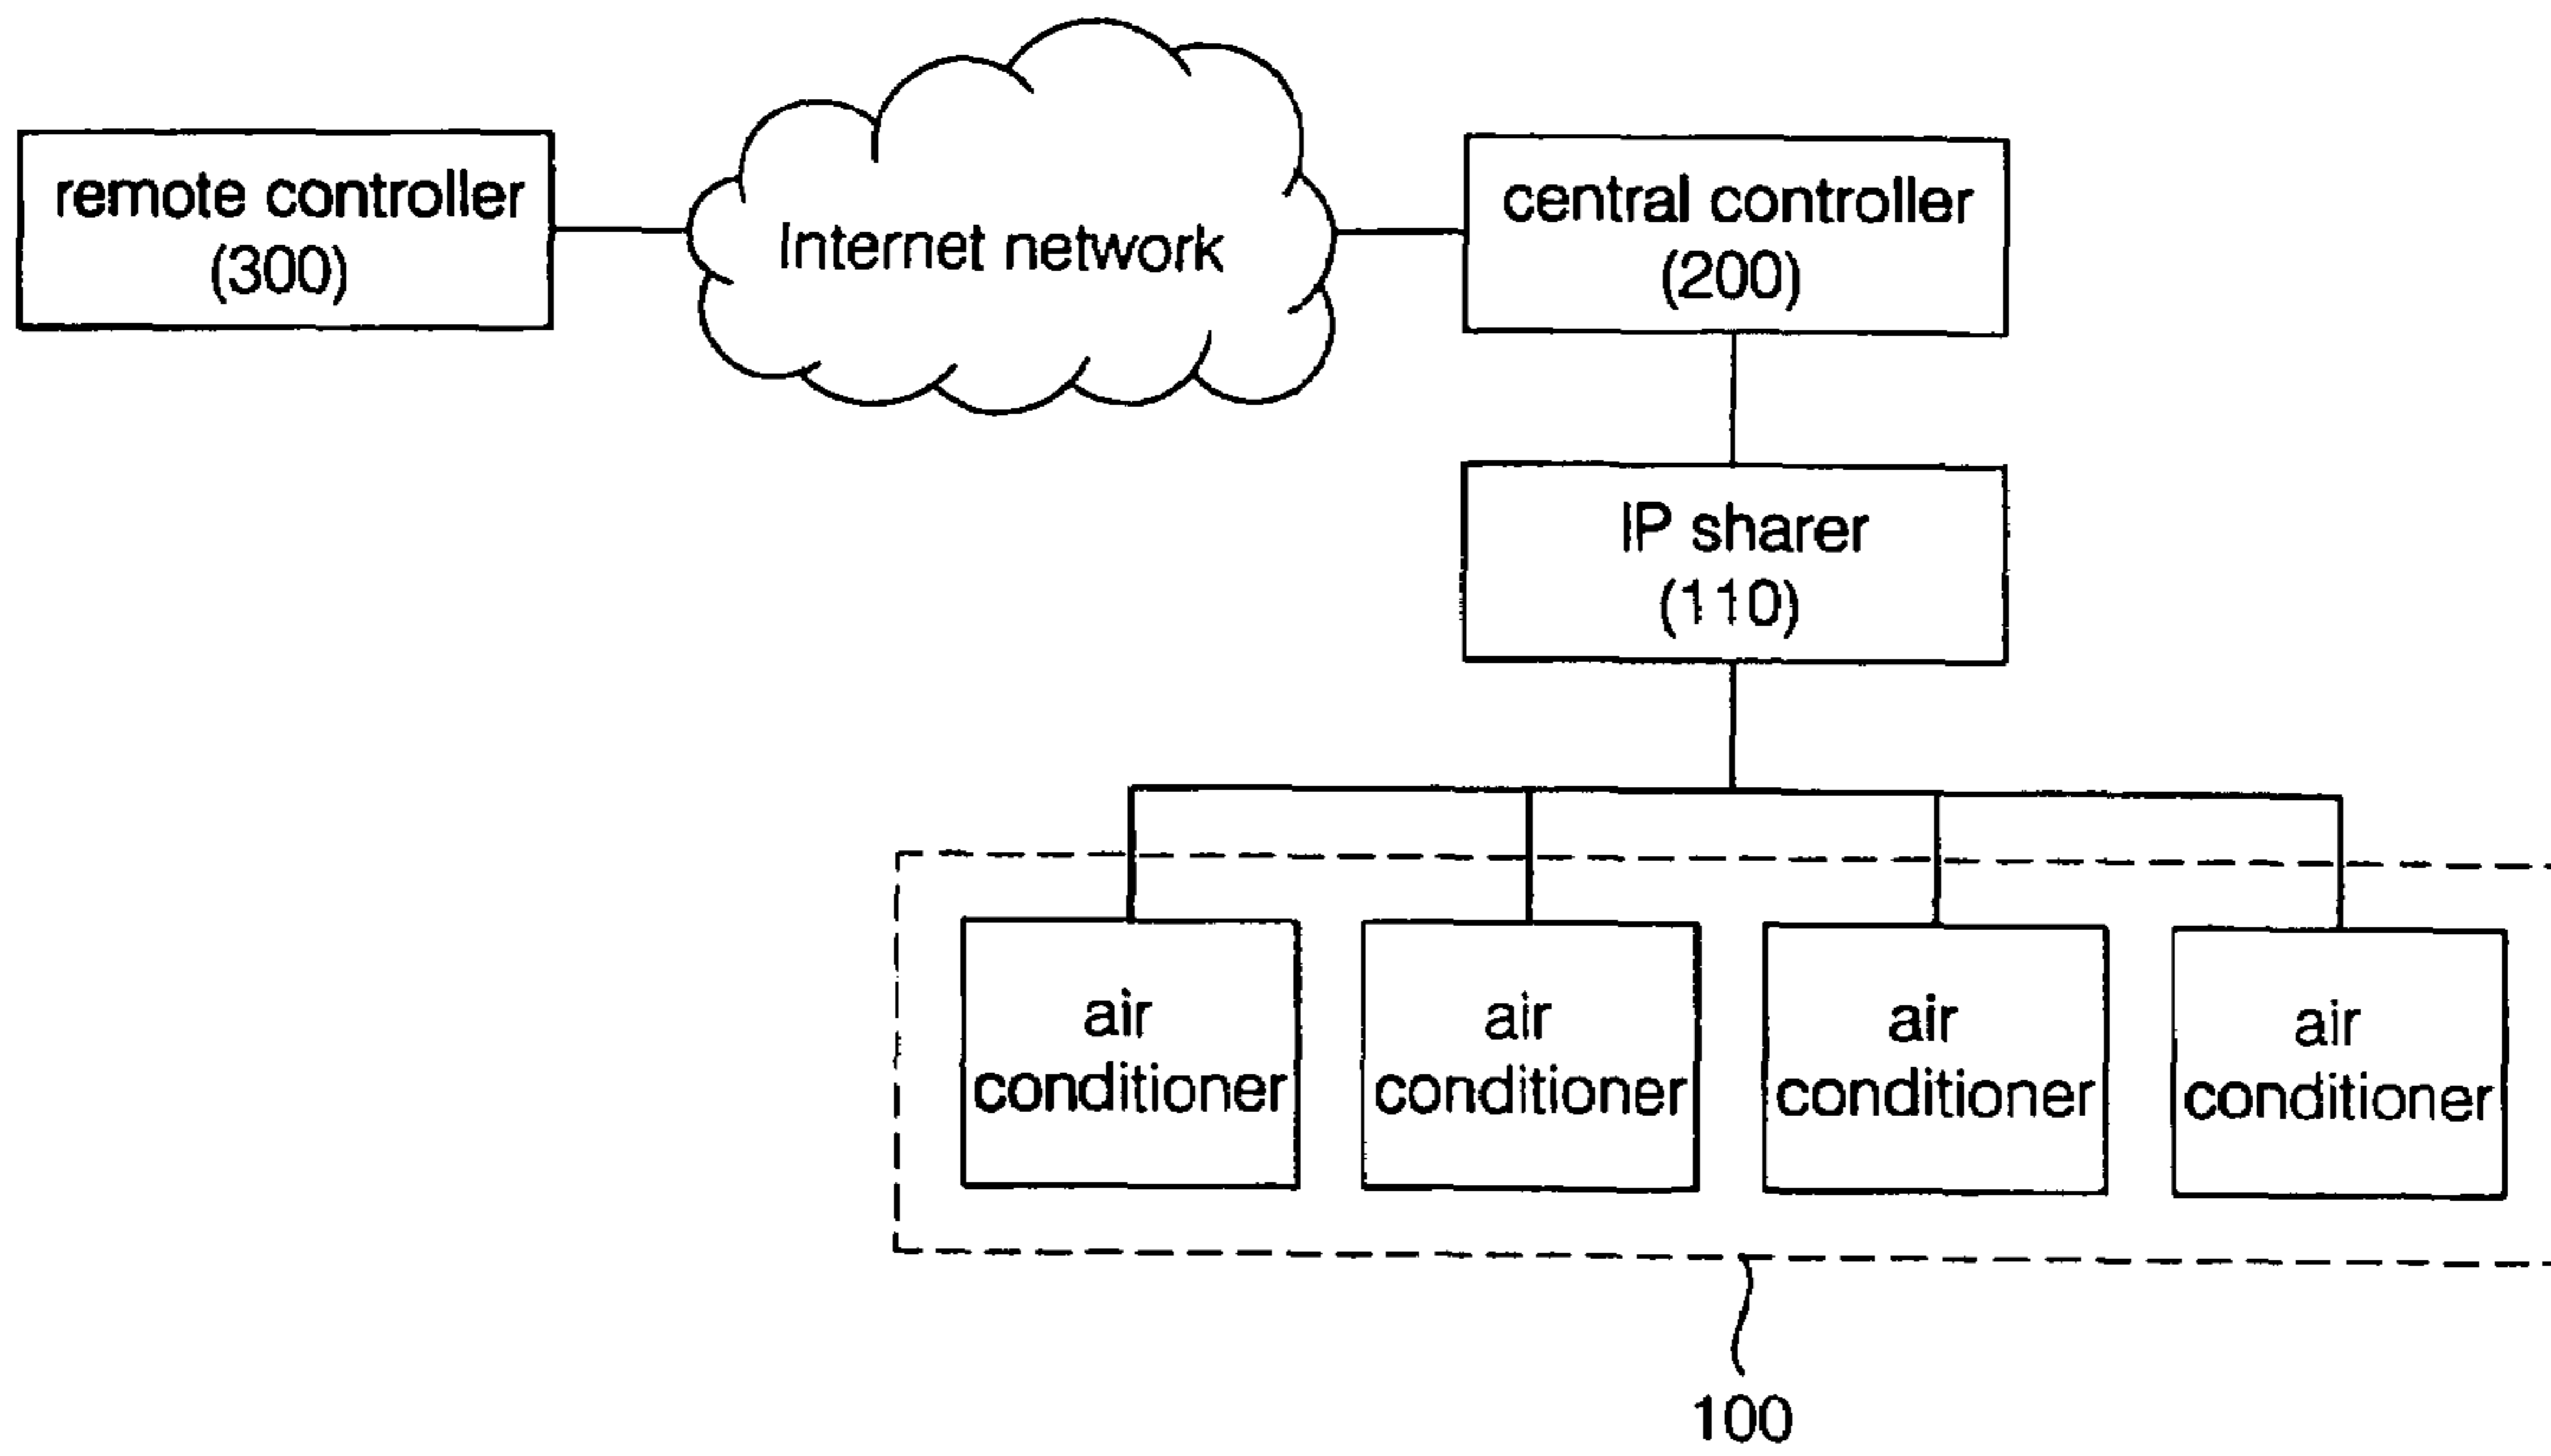 remote controller
(300)
Internet network
central controller
(200)
IP sharer
(110)
air
conditioner
air
conditioner
air
conditioner
air
conditioner
100